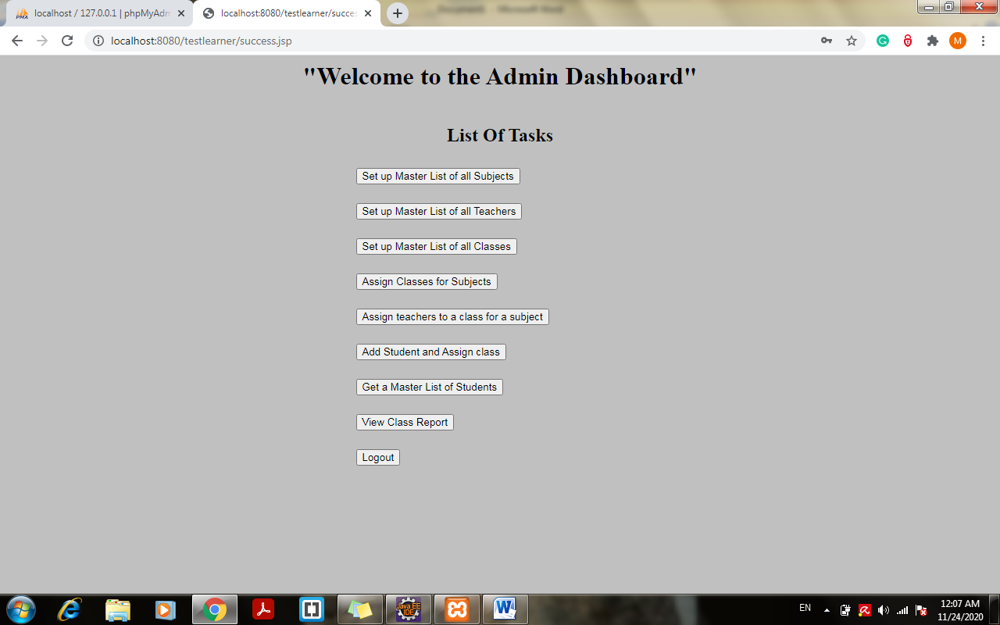 localhost / 127.0.0.1 | phpMyAdm
localhost:8080/testlearner/succes
Microsoft Word
localhost:8080/testlearner/success.jsp
M
"Welcome to the Admin Dashboard"
List Of Tasks
Set up Master List of all Subjects
Set up Master List of all Teachers
Set up Master List of all Classes
Assign Classes for Subjects
Assign teachers to a class for a subject
Add Student and Assign class
Get a Master List of Students
View Class Report
Logout
Java EE
IDE
W
EN
12:07 AM
11/24/2020